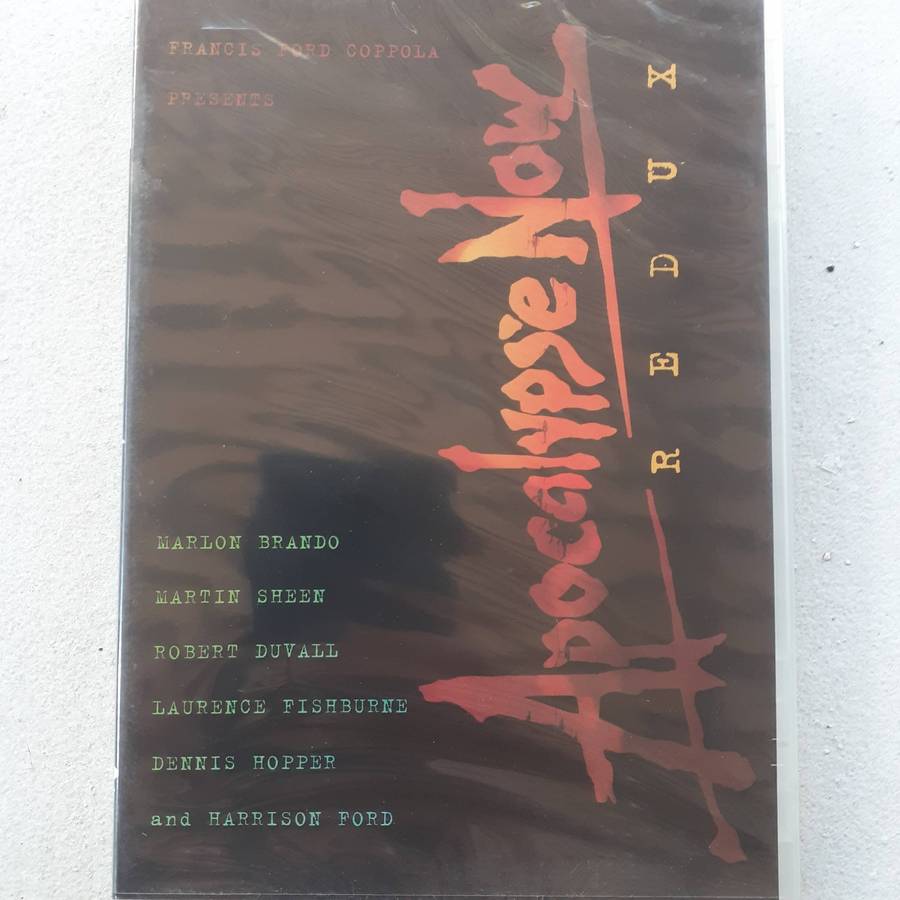 FRANCIS FORD COPPOLA
PRESENTS
Apocalypse Now
REDUX
MARLON BRANDO
MARTIN SHEEN
ROBERT DUVALL
LAURENCE FISHBURNE
DENNIS HOPPER
and HARRISON FORD